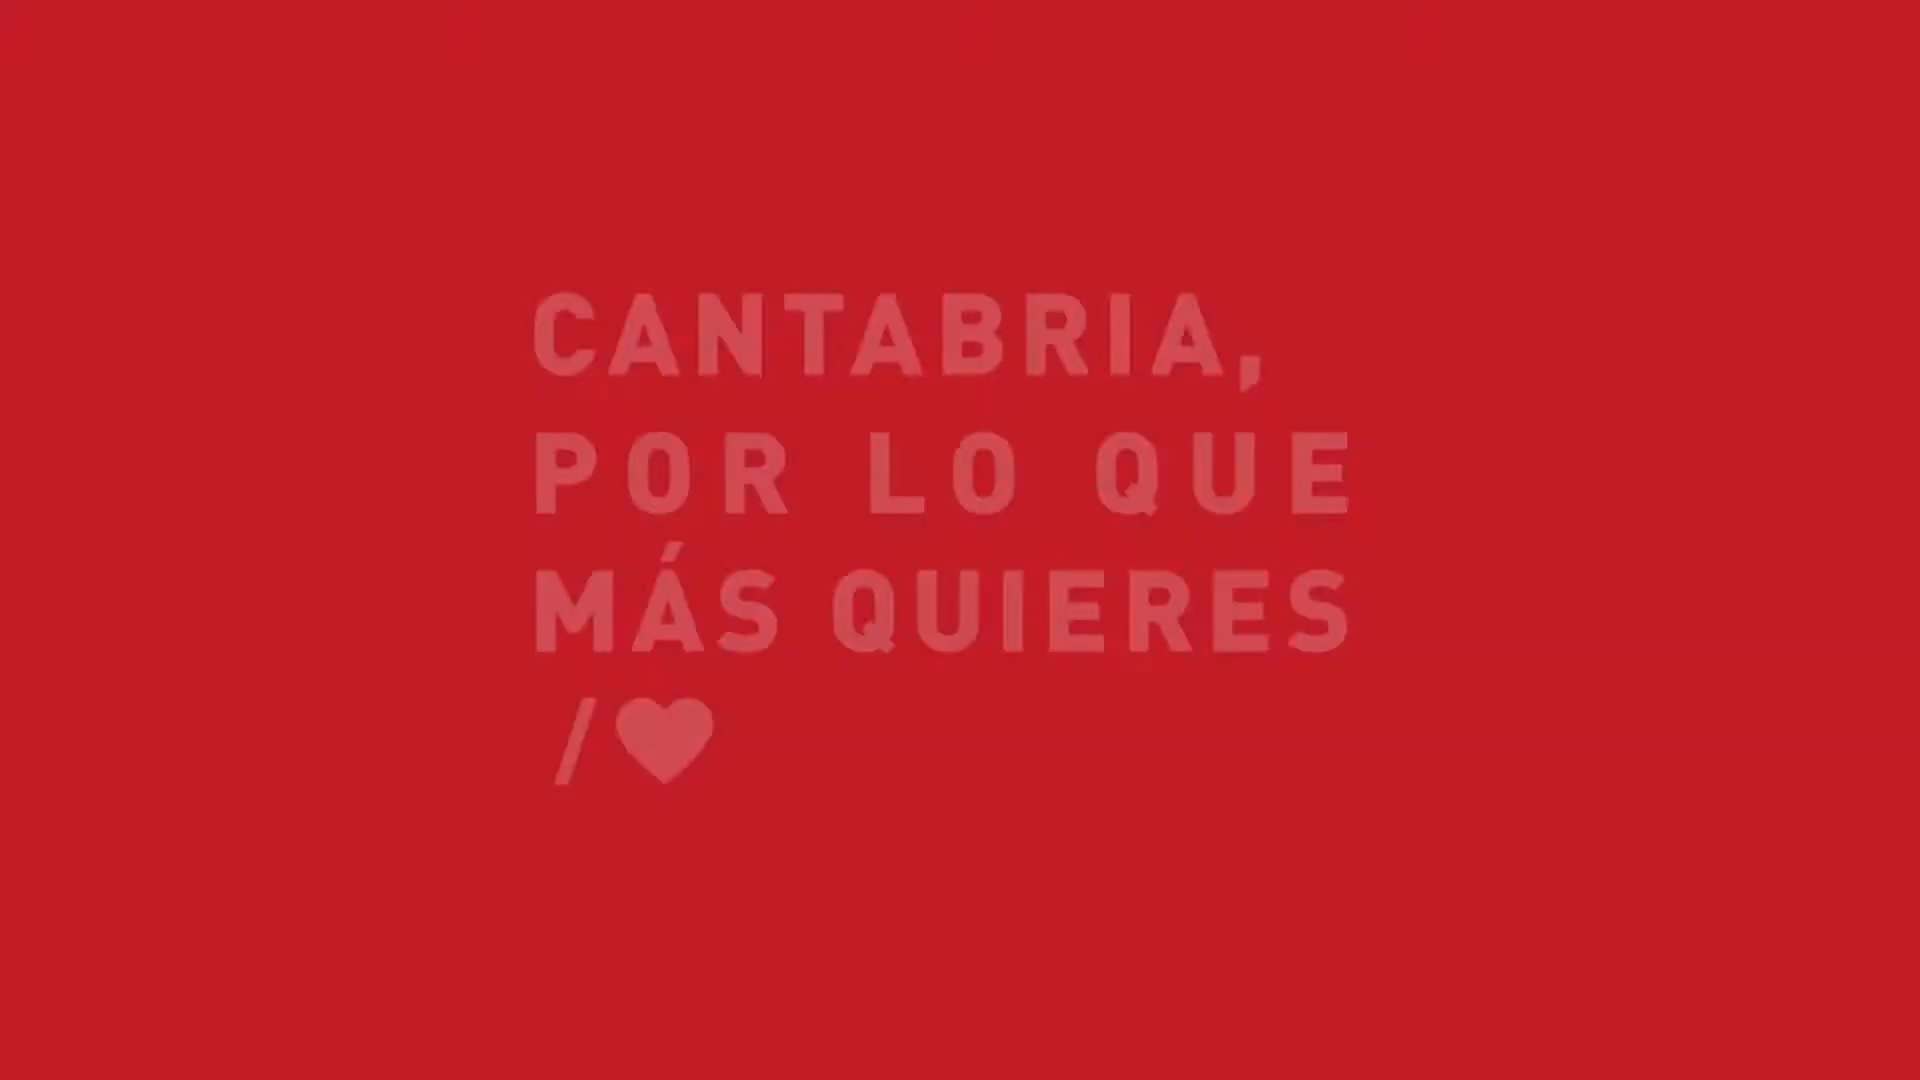 CANTABRIA,
POR LO QUE
MÁS QUIERES
/♥